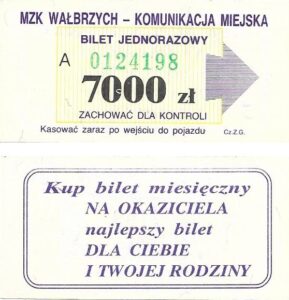 MZK WAŁBRZYCH – KOMUNIKACJA MIEJSKA
BILET JEDNORAZOWY
A 0124198
7000 zł
ZACHOWAĆ DLA KONTROLI
Kasować zaraz po wejściu do pojazdu Cz.Z.G.
Kup bilet miesięczny
NA OKAZICIELA
najlepszy bilet
DLA CIEBIE
I TWOJEJ RODZINY